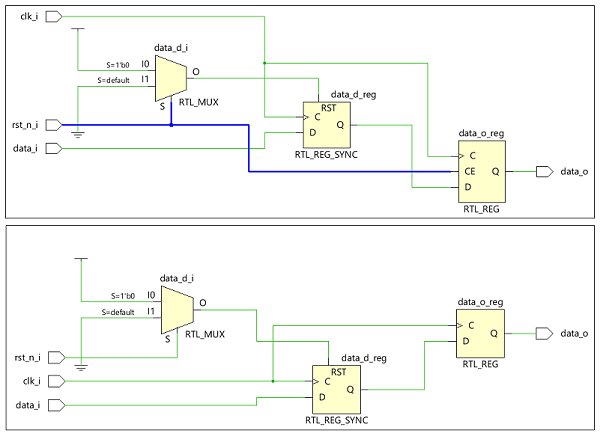 clk_i
data_d_i
S=1'b0 I0
S=default I1
O
S
RTL_MUX
data_d_reg
RST
C
D
Q
RTL_REG_SYNC
rst_n_i
data_i
data_o_reg
C
CE
D
Q
RTL_REG
data_o
data_d_i
S=1'b0 I0
S=default I1
O
S
RTL_MUX
data_o_reg
C
D
Q
RTL_REG
data_o
rst_n_i
clk_i
data_i
data_d_reg
RST
C
D
Q
RTL_REG_SYNC